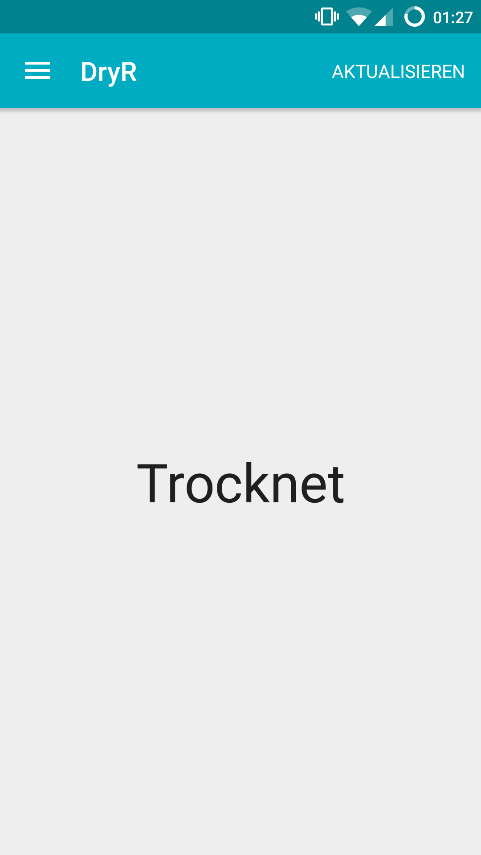 01:27
DryR
AKTUALISIEREN
Trocknet